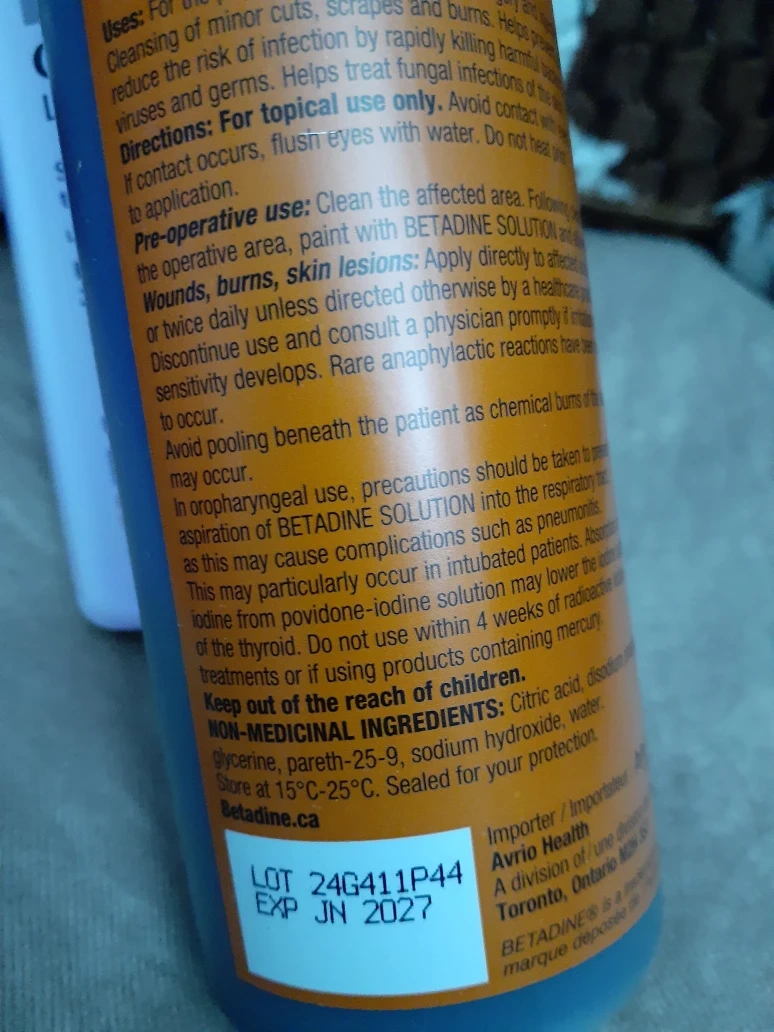 Uses: For the
Cleansing of minor cuts, scrapes and burns. Helps
reduce the risk of infection by rapidly killing harmful
viruses and germs. Helps treat fungal infections of the
Directions: For topical use only. Avoid contact with
If contact occurs, flush eyes with water. Do not heat
to application.
Pre-operative use: Clean the affected area. Following
the operative area, paint with BETADINE SOLUTION and
Wounds, burns, skin lesions: Apply directly to affected
or twice daily unless directed otherwise by a healthcare
Discontinue use and consult a physician promptly if
sensitivity develops. Rare anaphylactic reactions have
to occur.
Avoid pooling beneath the patient as chemical burns of the
may occur.
In oropharyngeal use, precautions should be taken to
aspiration of BETADINE SOLUTION into the respiratory
as this may cause complications such as pneumonitis.
This may particularly occur in intubated patients.
iodine from povidone-iodine solution may lower the
of the thyroid. Do not use within 4 weeks of radioactive
treatments or if using products containing mercury.
Keep out of the reach of children.
NON-MEDICINAL INGREDIENTS: Citric acid,
glycerine, pareth-25-9, sodium hydroxide, water.
Store at 15°C-25°C. Sealed for your protection.
Betadine.ca
LOT 24G411P44
EXP JN 2027
Importer / Importateur
Avrio Health
A division of / une
Toronto, Ontario
BETADINE® is a
marque déposée